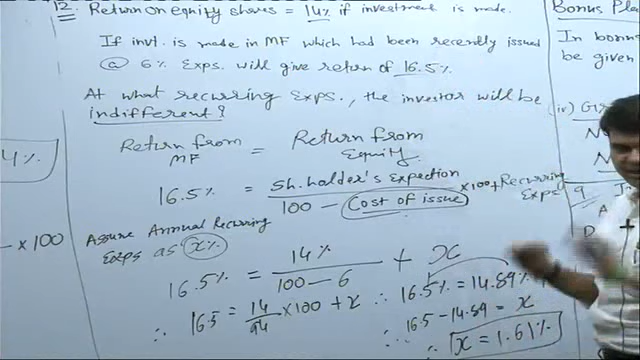 12. Return on equity shares = 14% if investment is made.
If invt. is made in MF which had been recently issued
@ 6% Exps. will give return of 16.5%.
At what recurring Exps., the investor will be
indifferent?
Return from MF = Return from Equity.
16.5% = Sh.holder's Expection / 100 - Cost of issue x100 + Recurring Exps
Assume Annual Recurring
Exps as x%
16.5% = 14% / 100 - 6 + x
∴ 16.5 = 14/94 x 100 + x
∴ 16.5% = 14.89% +
∴ 16.5 - 14.89 = x
∴ x = 1.61%
4%.
x 100
Bonus
In bonus
be given
(iv)